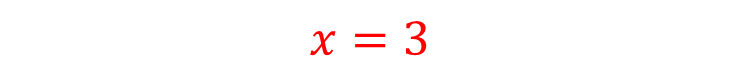 x = 3